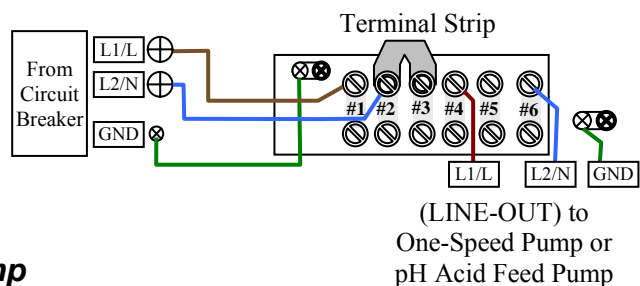 Terminal Strip
From
Circuit
Breaker
L1/L
L2/N
GND
#1 #2 #3 #4 #5 #6
L1/L L2/N GND
(LINE-OUT) to
One-Speed Pump or
pH Acid Feed Pump